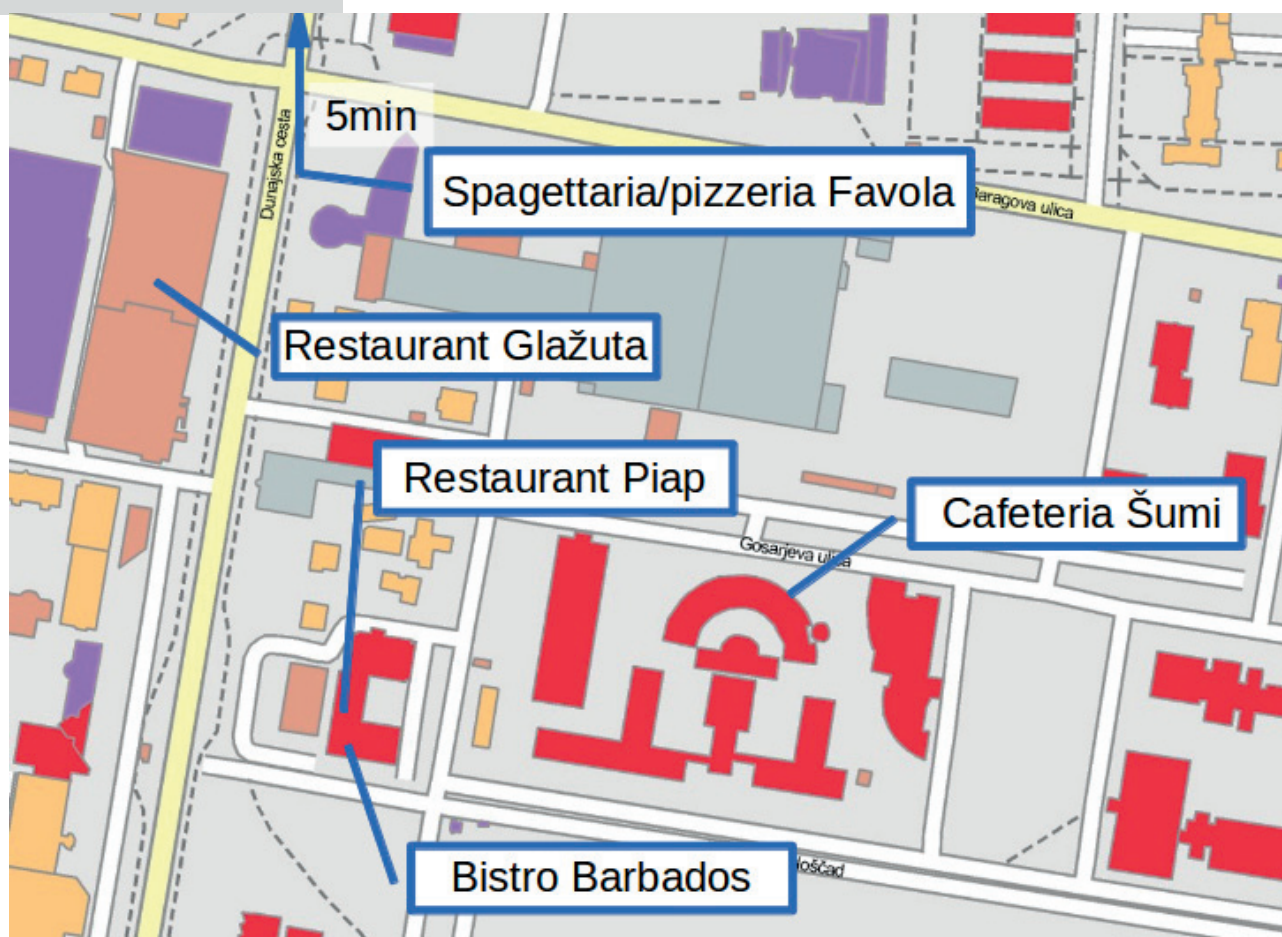 5min
Dunajska cesta
Spagettaria/pizzeria Favola
Baragova ulica
Restaurant Glažuta
Restaurant Piap
Cafeteria Šumi
Gosarjeva ulica
Bistro Barbados